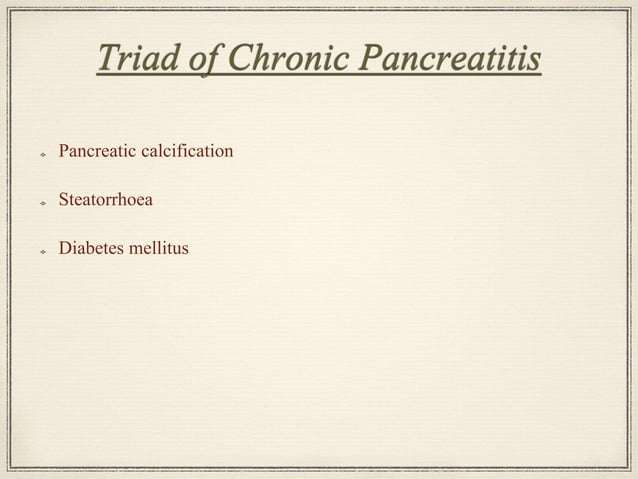 Triad of Chronic Pancreatitis
Pancreatic calcification
Steatorrhoea
Diabetes mellitus